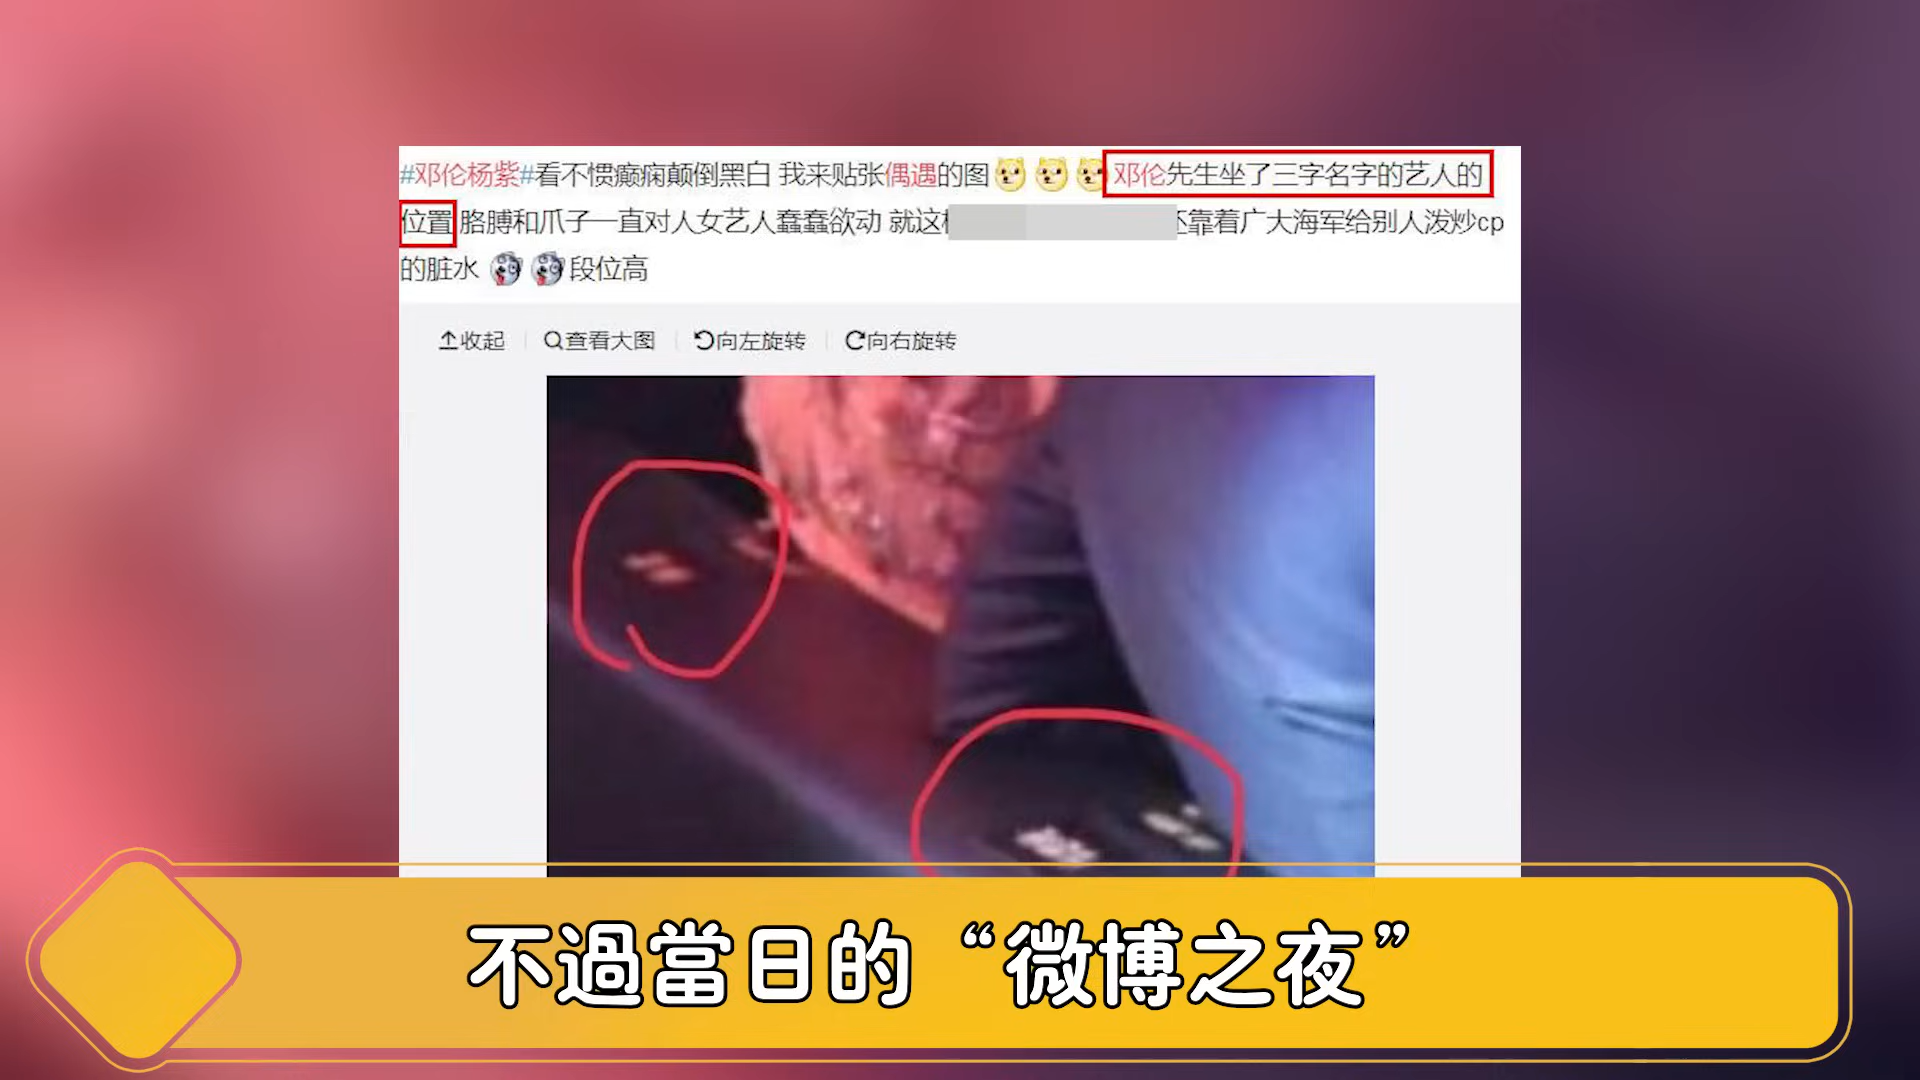 #邓伦杨紫#看不惯癫痫颠倒黑白 我来贴张偶遇的图 邓伦先生坐了三字名字的艺人的
位置 胳膊和爪子一直对人女艺人蠢蠢欲动 就这 还靠着广大海军给别人泼炒cp
的脏水 段位高
收起 查看大图 向左旋转 向右旋转
不過當日的“微博之夜”